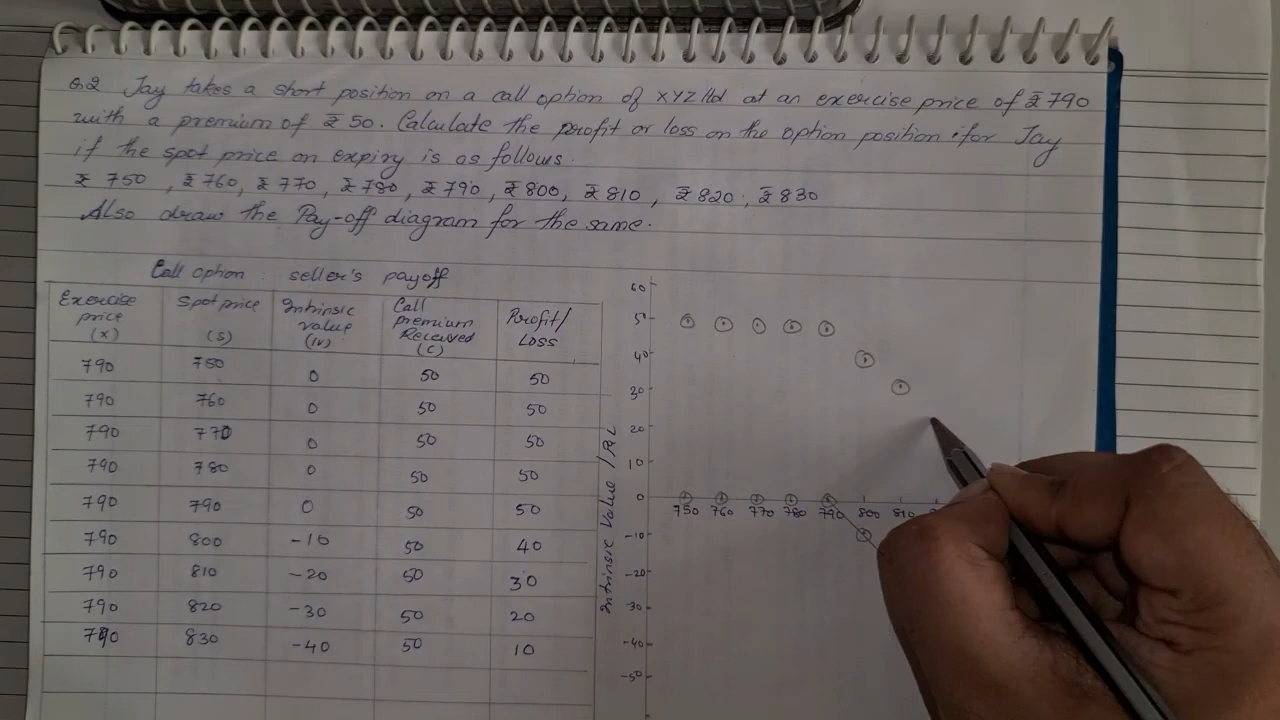 Q.2 Jay takes a short position on a call option of XYZ ltd at an exercise price of ₹ 790
with a premium of ₹ 50. Calculate the profit or loss on the option position for Jay
if the spot price on expiry is as follows.
₹ 750, ₹ 760, ₹ 770, ₹ 780, ₹ 790, ₹ 800, ₹ 810, ₹ 820, ₹ 830
Also draw the Pay-off diagram for the same.
Call option : seller's payoff
Exercise price (X) Spot price (S) Intrinsic value (IV) Call premium Received (C) Profit/ Loss
790 750 0 50 50
790 760 0 50 50
790 770 0 50 50
790 780 0 50 50
790 790 0 50 50
790 800 -10 50 40
790 810 -20 50 30
790 820 -30 50 20
790 830 -40 50 10
Intrinsic Value / P/L
60
50
40
30
20
10
0
-10
-20
-30
-40
-50
750 760 770 780 790 800 810